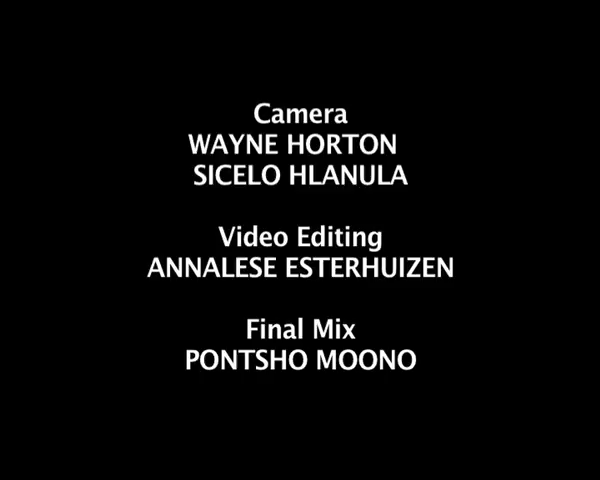 Camera
WAYNE HORTON
SICELO HLANULA
Video Editing
ANNALESE ESTERHUIZEN
Final Mix
PONTSHO MOONO